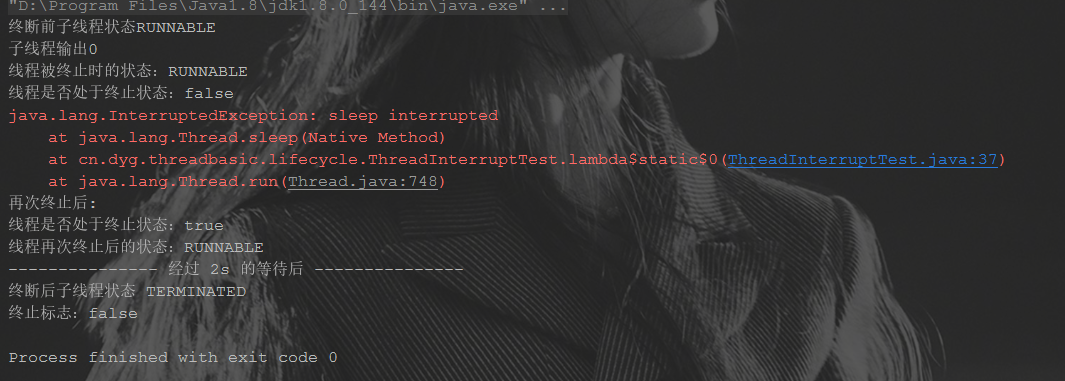 "D:\Program Files\Java1.8\jdk1.8.0_144\bin\java.exe" ...
终断前子线程状态RUNNABLE
子线程输出0
线程被终止时的状态：RUNNABLE
线程是否处于终止状态：false
java.lang.InterruptedException: sleep interrupted
    at java.lang.Thread.sleep(Native Method)
    at cn.dyg.threadbasic.lifecycle.ThreadInterruptTest.lambda$static$0(ThreadInterruptTest.java:37)
    at java.lang.Thread.run(Thread.java:748)
再次终止后:
线程是否处于终止状态：true
线程再次终止后的状态：RUNNABLE
--------------- 经过 2s 的等待后 ---------------
终断后子线程状态 TERMINATED
终止标志：false
Process finished with exit code 0